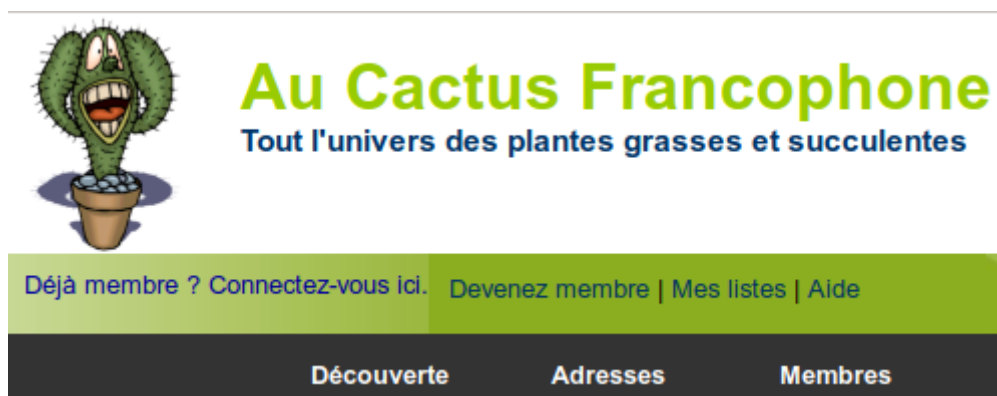 Au Cactus Francophone
Tout l'univers des plantes grasses et succulentes
Déjà membre ? Connectez-vous ici.
Devenez membre | Mes listes | Aide
Découverte Adresses Membres